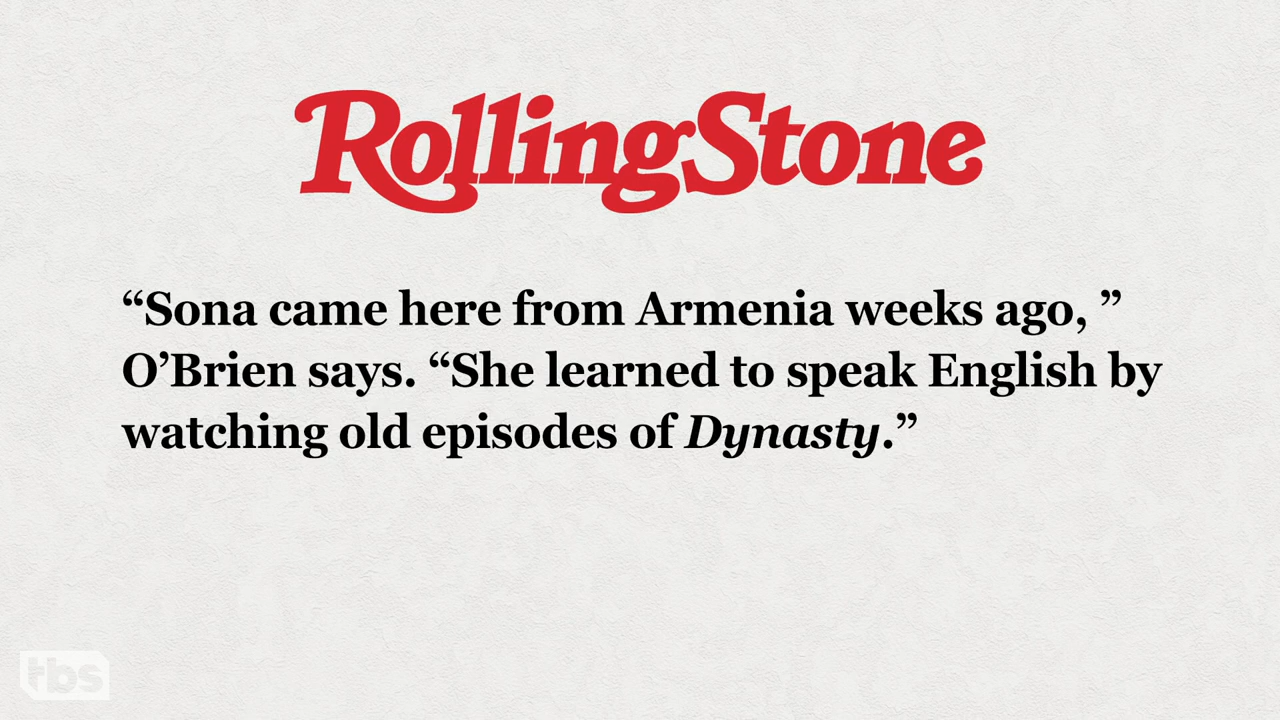 RollingStone
“Sona came here from Armenia weeks ago, ”
O’Brien says. “She learned to speak English by
watching old episodes of Dynasty.”
tbs